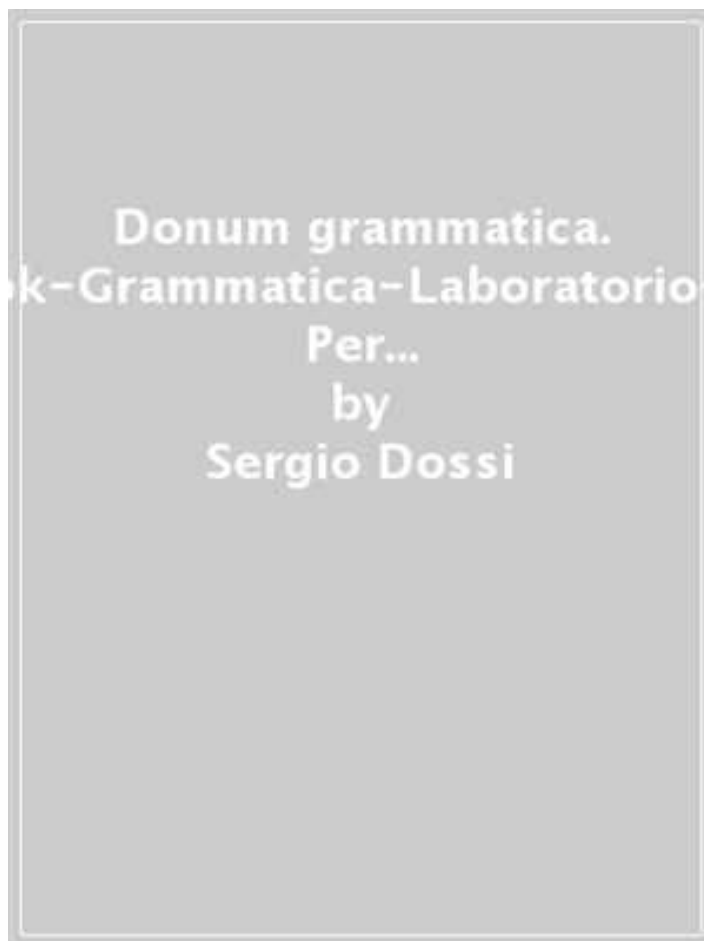 Donum grammatica.
k-Grammatica-Laboratorio-
Per...
by
Sergio Dossi